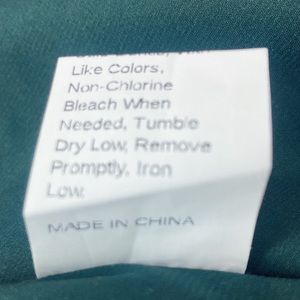 Like Colors,
Non-Chlorine
Bleach When
Needed, Tumble
Dry Low, Remove
Promptly, Iron
Low.
MADE IN CHINA